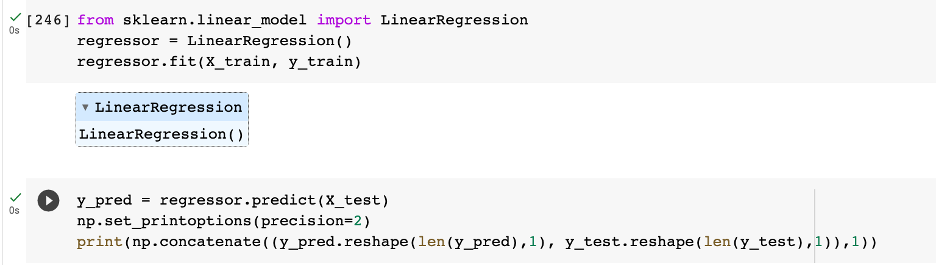 [246] from sklearn.linear_model import LinearRegression
0s
regressor = LinearRegression()
regressor.fit(X_train, y_train)
▾ LinearRegression
LinearRegression()
y_pred = regressor.predict(X_test)
0s
np.set_printoptions(precision=2)
print(np.concatenate((y_pred.reshape(len(y_pred),1), y_test.reshape(len(y_test),1)),1))